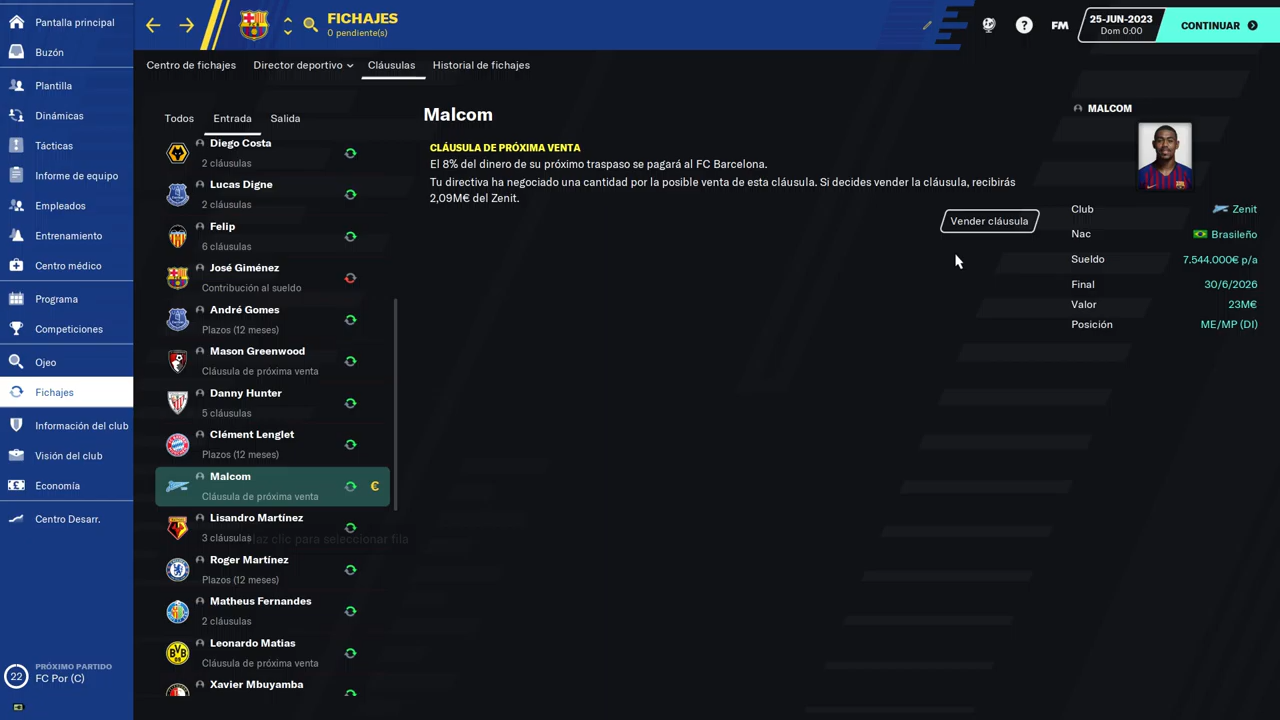 Pantalla principal
Buzón
Plantilla
Dinámicas
Tácticas
Informe de equipo
Empleados
Entrenamiento
Centro médico
Programa
Competiciones
Ojeo
Fichajes
Información del club
Visión del club
Economía
Centro Desarr.
22
PRÓXIMO PARTIDO
FC Por (C)
FICHAJES
0 pendiente(s)
?
FM
25-JUN-2023
Dom 0:00
CONTINUAR
Centro de fichajes
Director deportivo
Cláusulas
Historial de fichajes
Todos
Entrada
Salida
Diego Costa
2 cláusulas
Lucas Digne
2 cláusulas
Felip
6 cláusulas
José Giménez
Contribución al sueldo
André Gomes
Plazos (12 meses)
Mason Greenwood
Cláusula de próxima venta
Danny Hunter
5 cláusulas
Clément Lenglet
Plazos (12 meses)
Malcom
Cláusula de próxima venta
€
Lisandro Martínez
3 cláusulas
laz clic para seleccionar fila
Roger Martínez
Plazos (12 meses)
Matheus Fernandes
2 cláusulas
Leonardo Matias
Cláusula de próxima venta
Xavier Mbuyamba
Malcom
CLÁUSULA DE PRÓXIMA VENTA
El 8% del dinero de su próximo traspaso se pagará al FC Barcelona.
Tu directiva ha negociado una cantidad por la posible venta de esta cláusula. Si decides vender la cláusula, recibirás
2,09M€ del Zenit.
Vender cláusula
MALCOM
Club Zenit
Nac Brasileño
Sueldo 7.544.000€ p/a
Final 30/6/2026
Valor 23M€
Posición ME/MP (DI)